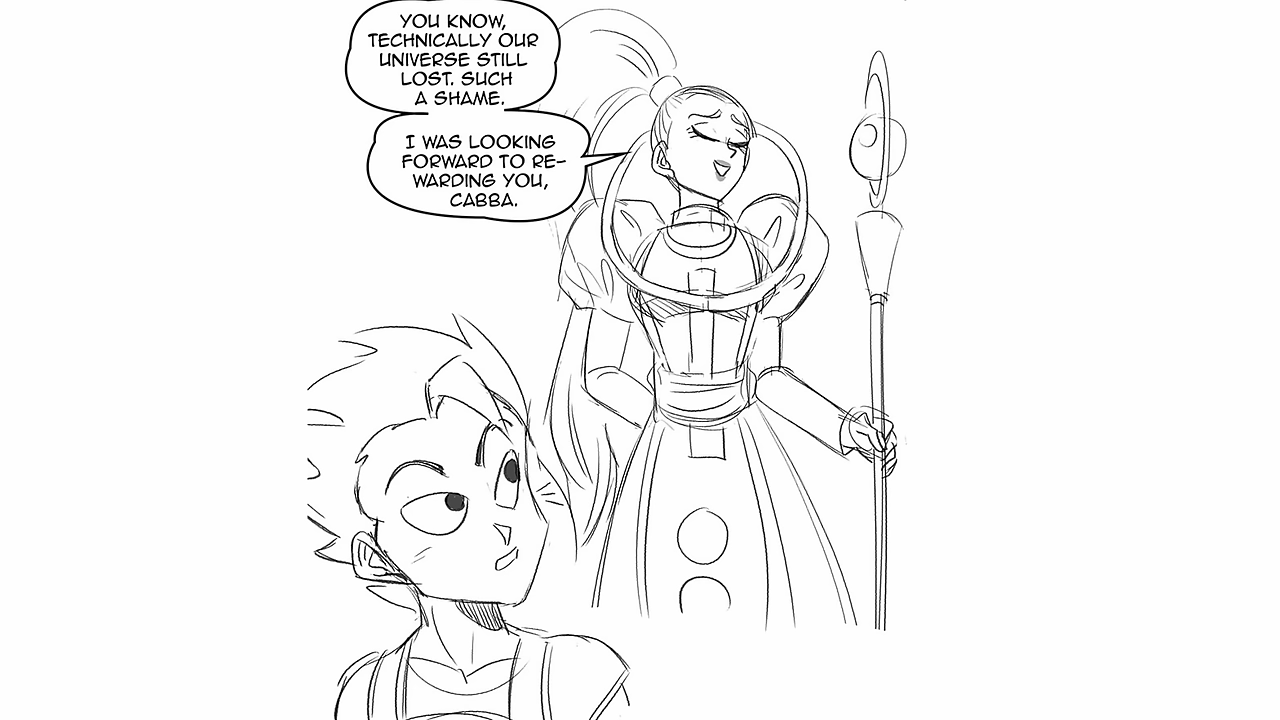 YOU KNOW,
TECHNICALLY OUR
UNIVERSE STILL
LOST. SUCH
A SHAME.
I WAS LOOKING
FORWARD TO RE-
WARDING YOU,
CABBA.